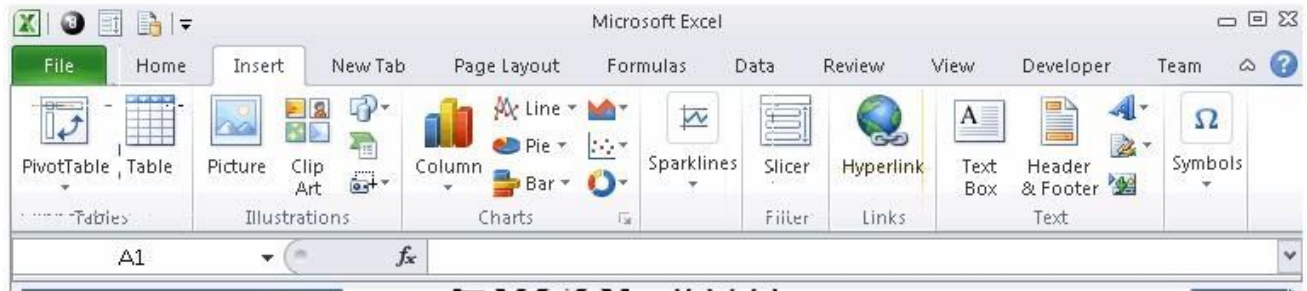 Microsoft Excel
File Home Insert New Tab Page Layout Formulas Data Review View Developer Team
PivotTable Table Picture Clip Art Column Line Pie Bar Sparklines Slicer Hyperlink Text Box Header & Footer Symbols
Tables Illustrations Charts Filter Links Text
A1 fx